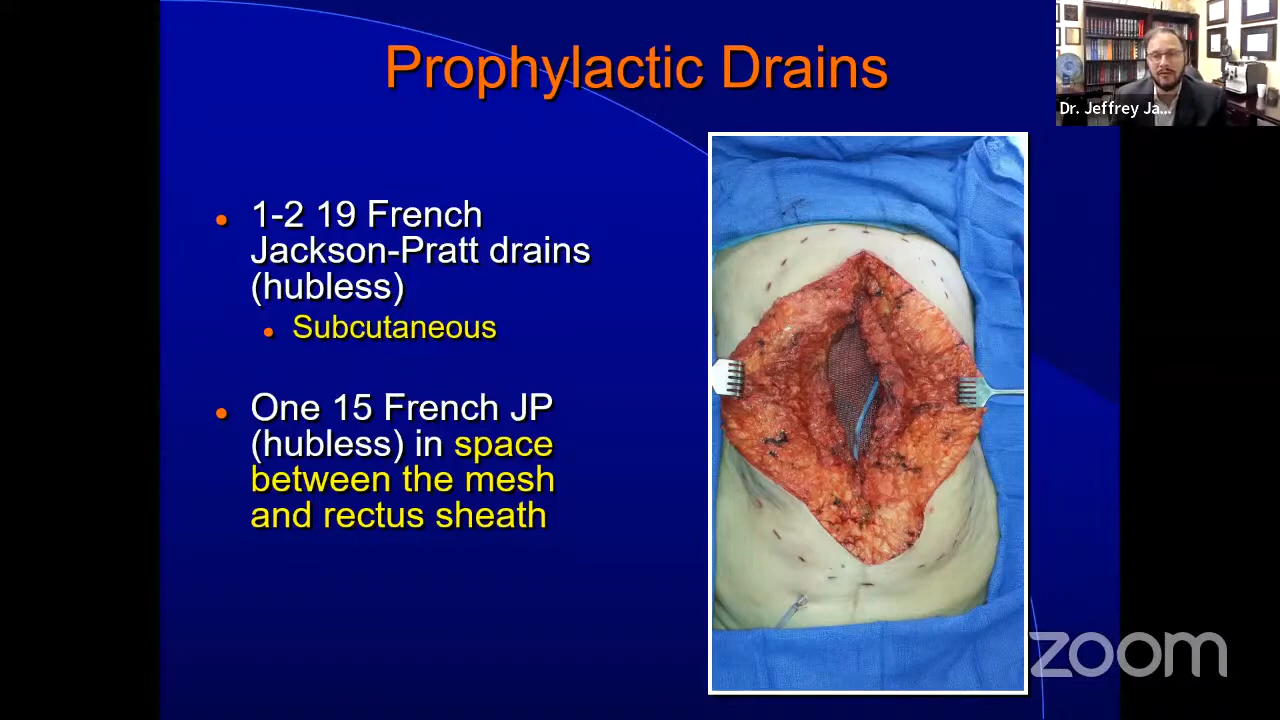 Prophylactic Drains
Dr. Jeffrey Ja...
1-2 19 French
Jackson-Pratt drains
(hubless)
Subcutaneous
One 15 French JP
(hubless) in space
between the mesh
and rectus sheath
zoom